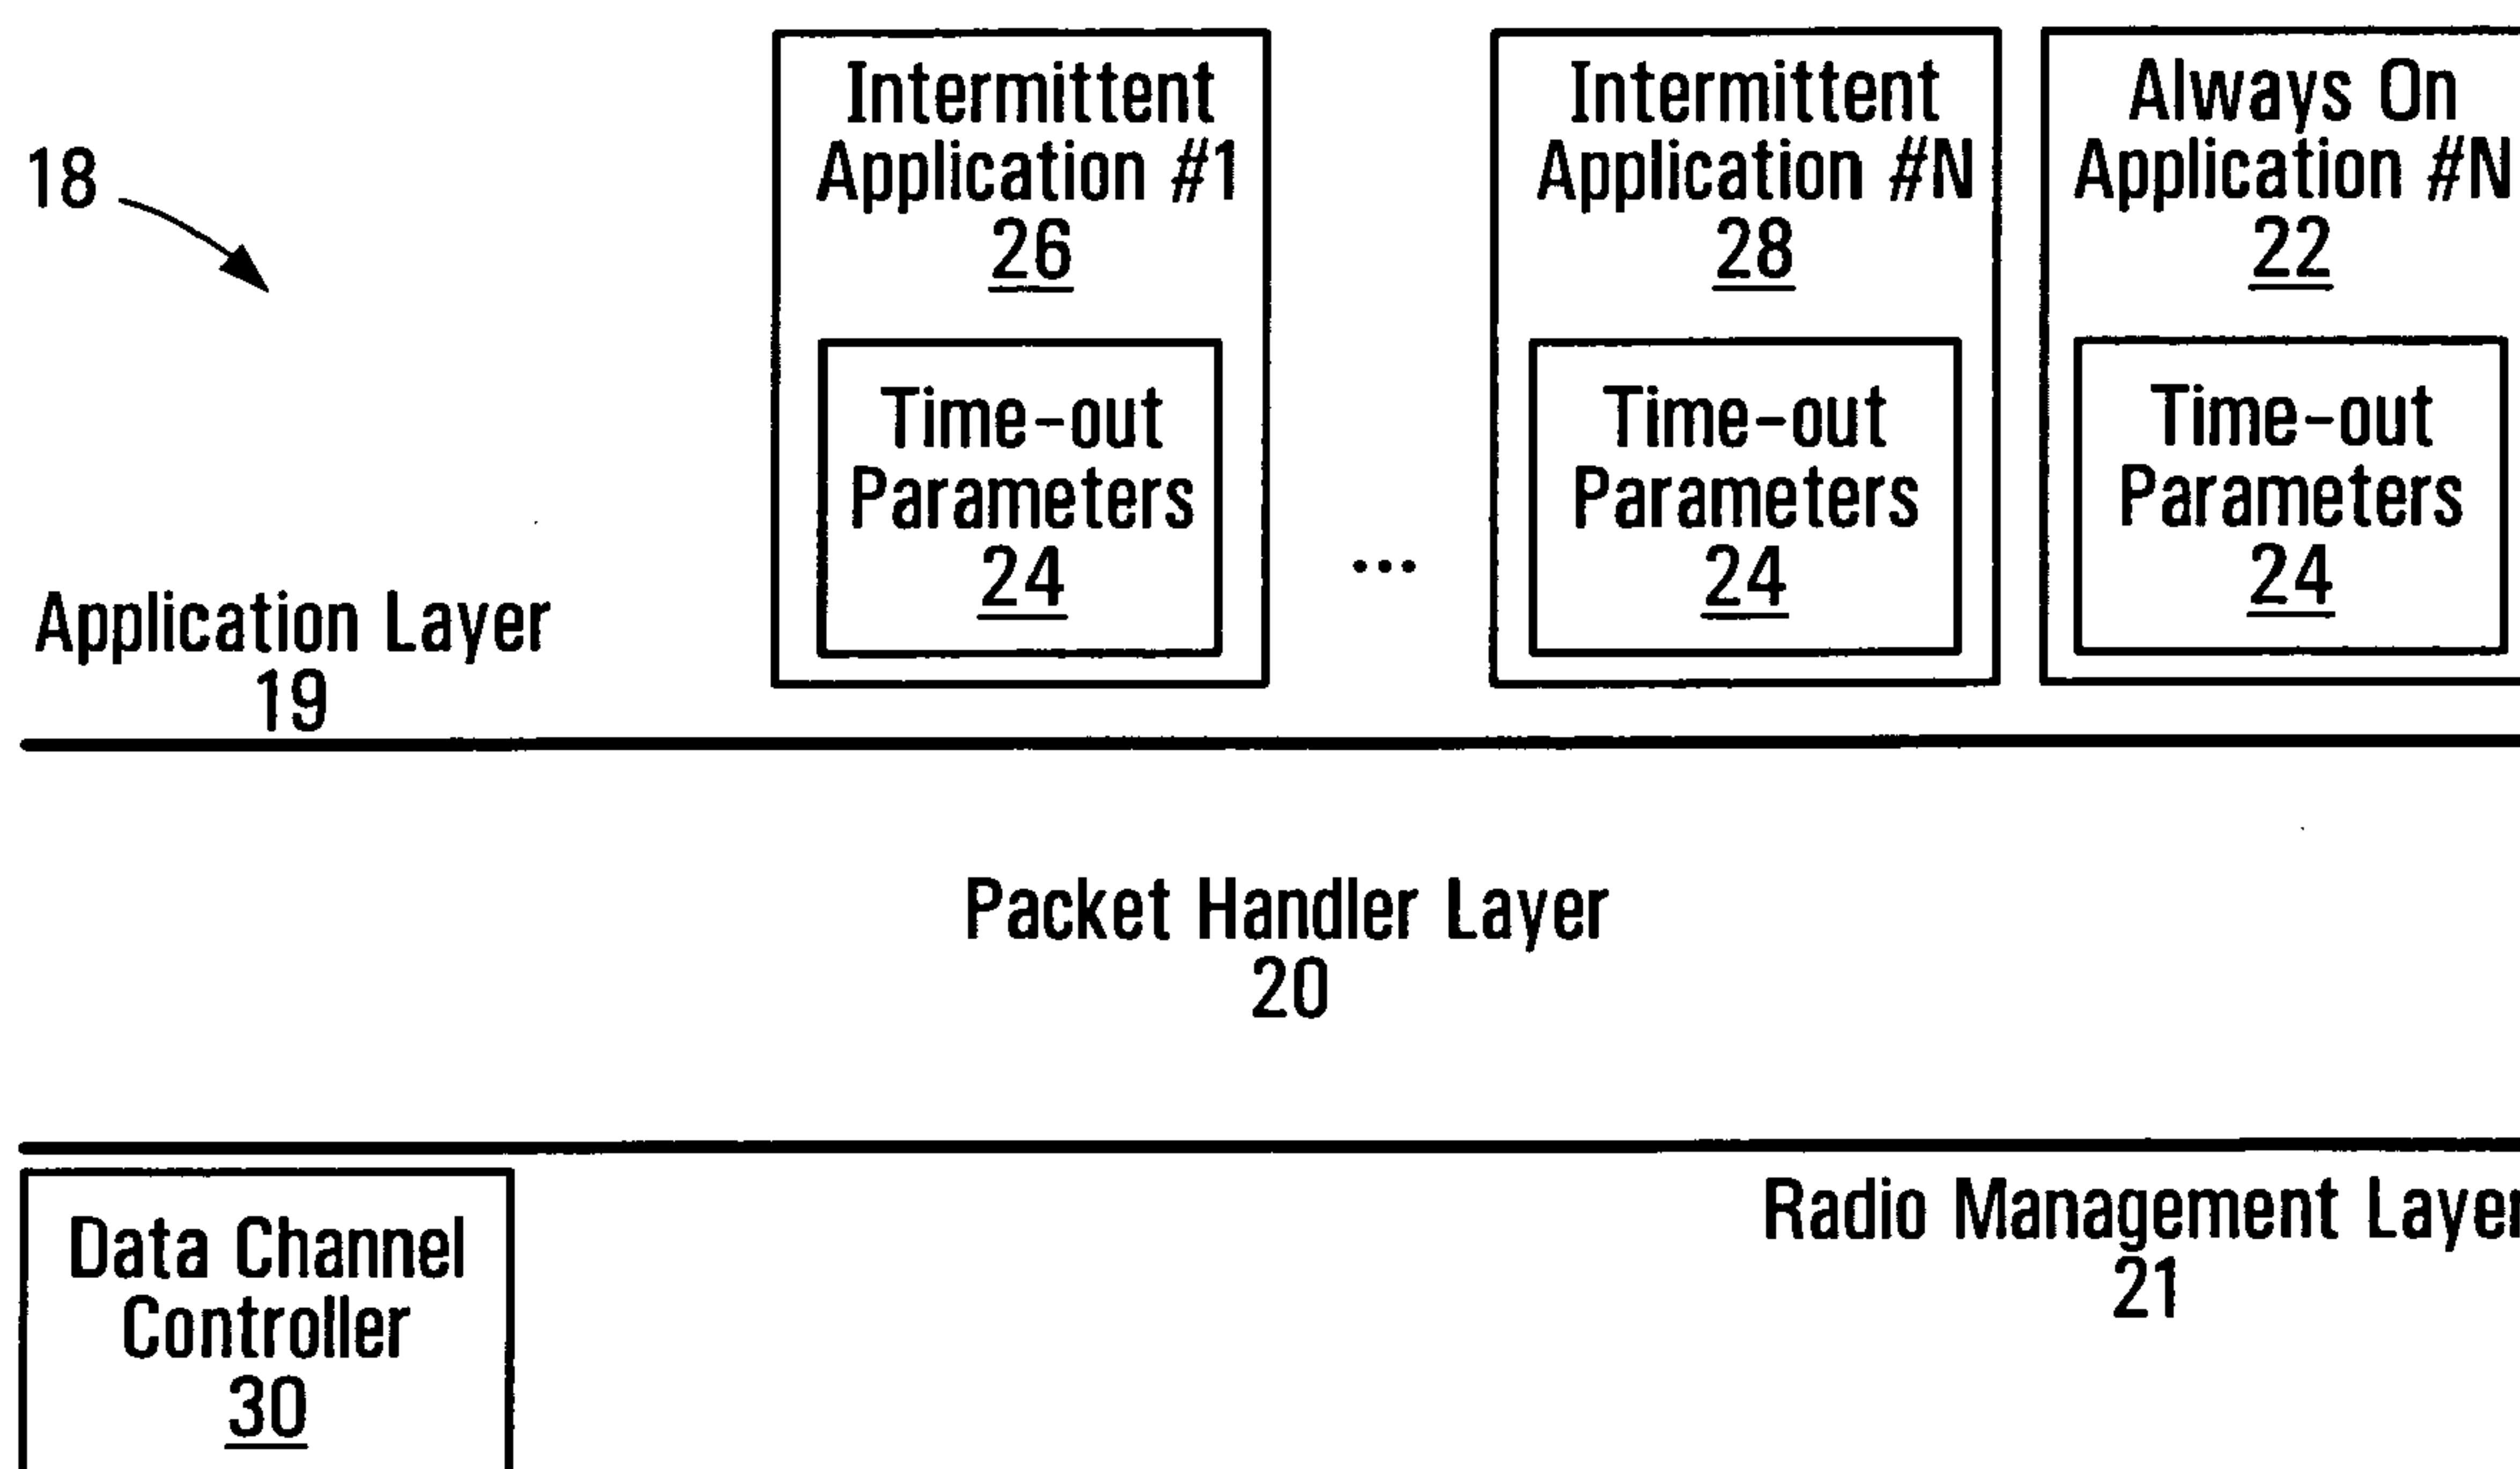 18
Intermittent
Application #1
26
Time-out
Parameters
24
...
Intermittent
Application #N
28
Time-out
Parameters
24
Always On
Application #N
22
Time-out
Parameters
24
Application Layer
19
Packet Handler Layer
20
Data Channel
Controller
30
Radio Management Layer
21